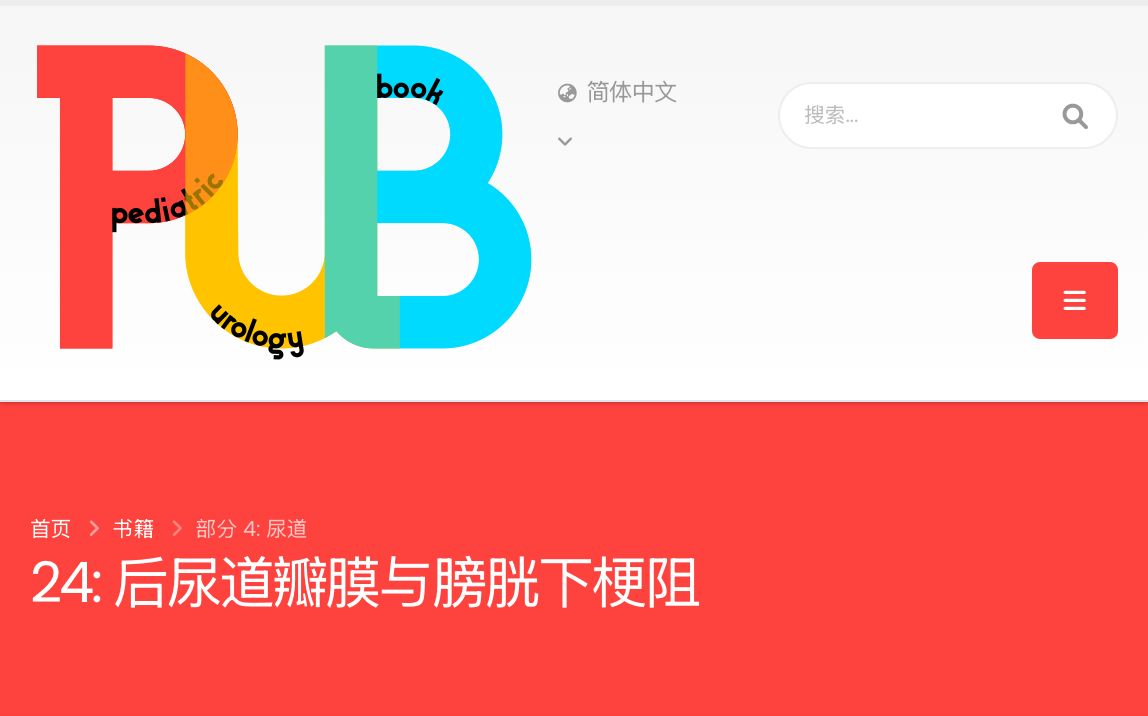 PUB
pediatric
urology
book
简体中文
搜索...
首页 书籍 部分 4: 尿道
24: 后尿道瓣膜与膀胱下梗阻